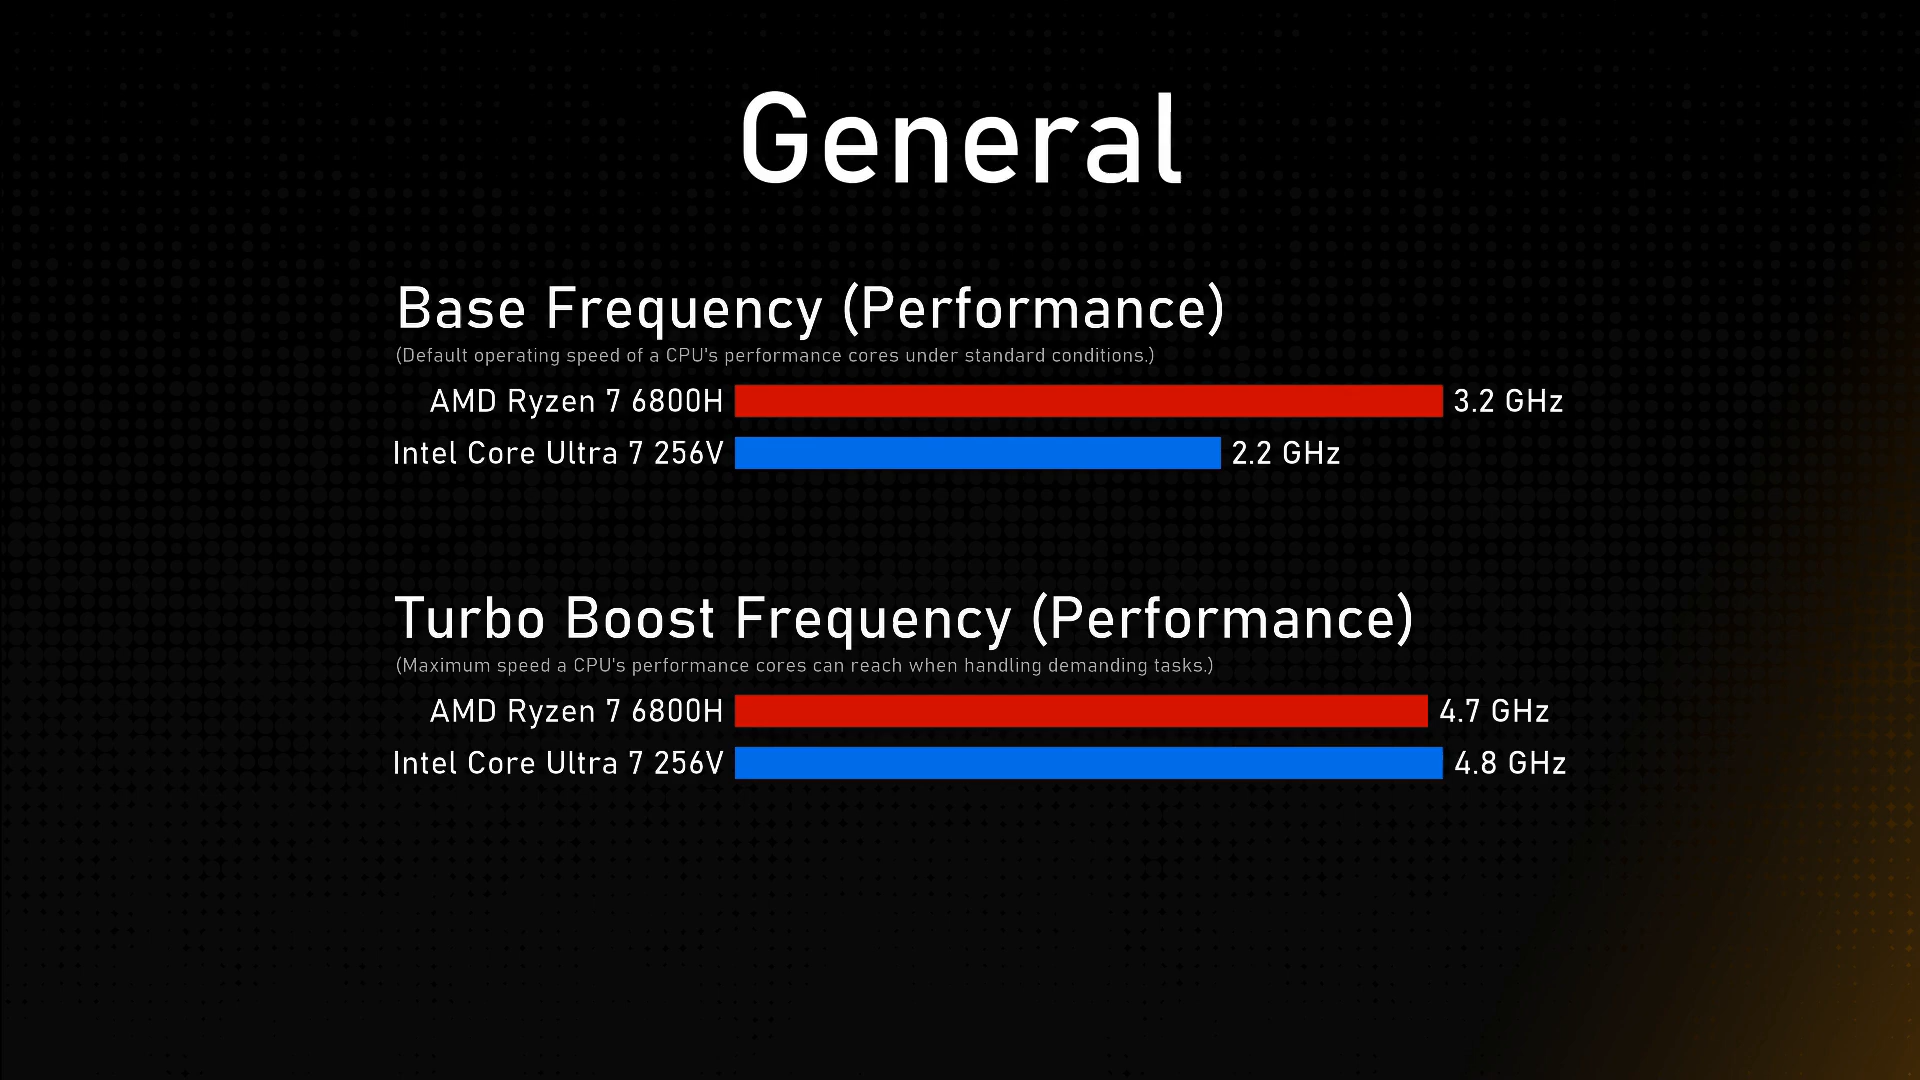 General
Base Frequency (Performance)
(Default operating speed of a CPU's performance cores under standard conditions.)
AMD Ryzen 7 6800H 3.2 GHz
Intel Core Ultra 7 256V 2.2 GHz
Turbo Boost Frequency (Performance)
(Maximum speed a CPU's performance cores can reach when handling demanding tasks.)
AMD Ryzen 7 6800H 4.7 GHz
Intel Core Ultra 7 256V 4.8 GHz